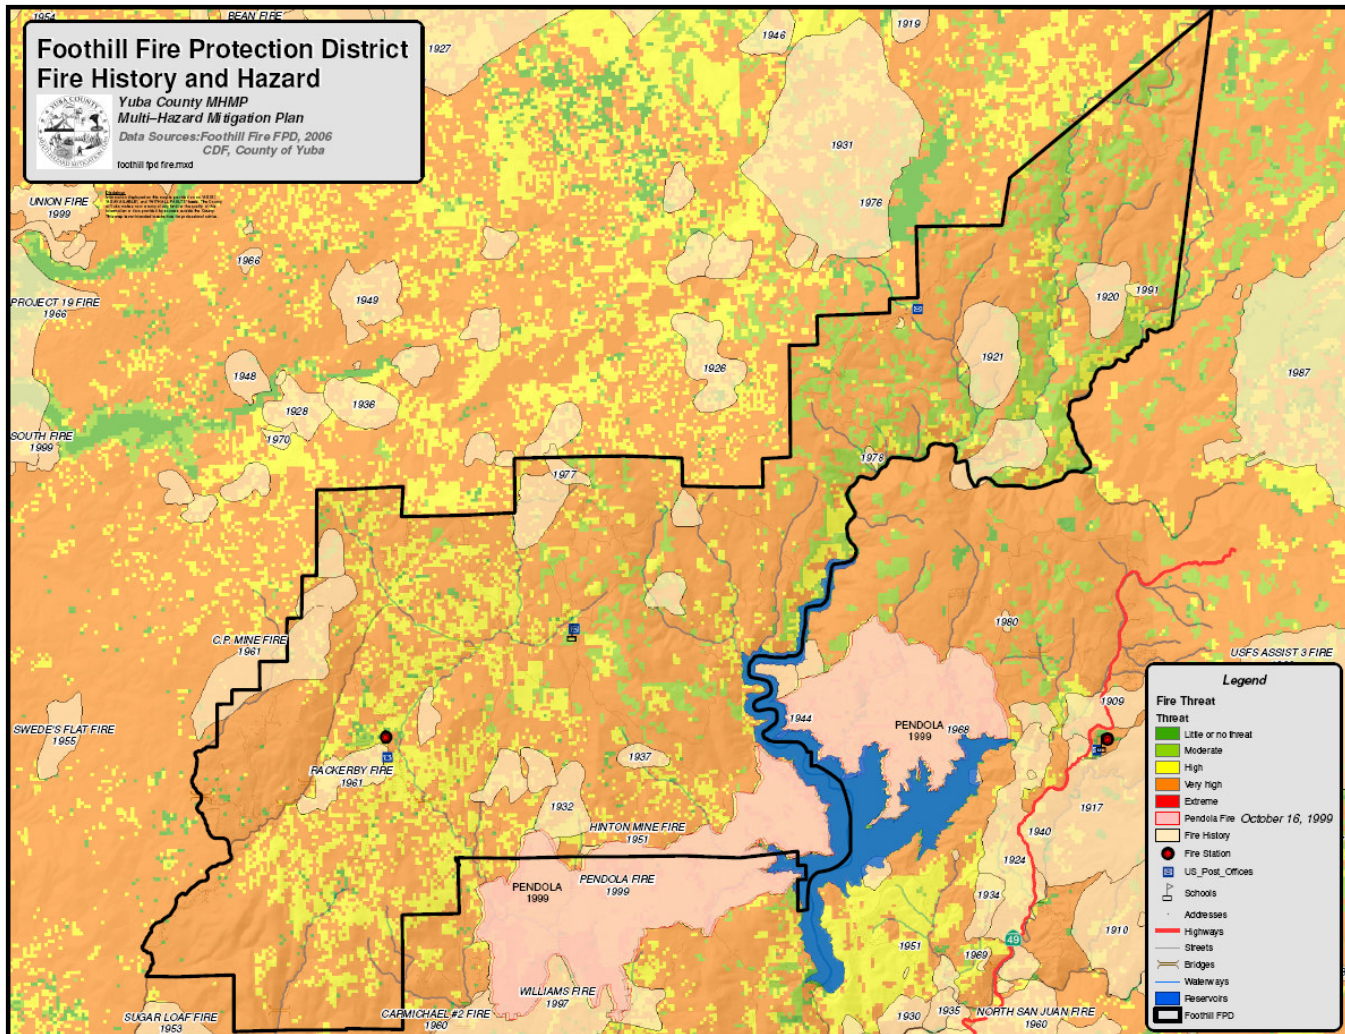 1954
BEAN FIRE
1927
1946
1919
Foothill Fire Protection District
Fire History and Hazard
Yuba County MHMP
Multi-Hazard Mitigation Plan
Data Sources:Foothill Fire FPD, 2006
CDF, County of Yuba
foothill fpd fire.mxd
YUBA COUNTY
1931
1976
UNION FIRE
1999
1966
1949
PROJECT 19 FIRE
1966
1920
1991
1921
1987
1926
1948
1928
1936
1970
SOUTH FIRE
1999
1977
1978
C.P. MINE FIRE
1961
1980
USFS ASSIST 3 FIRE
SWEDE'S FLAT FIRE
1955
1944
PENDOLA
1999
1968
1909
RACKERBY FIRE
1961
1937
1932
HINTON MINE FIRE
1951
1917
1940
1924
PENDOLA
1999
PENDOLA FIRE
1999
1934
1910
49
1951
1969
WILLIAMS FIRE
1997
SUGAR LOAF FIRE
1953
CARMICHAEL #2 FIRE
1960
1930
1935
NORTH SAN JUAN FIRE
1960
Legend
Fire Threat
Threat
Little or no threat
Moderate
High
Very high
Extreme
Pendola Fire October 16, 1999
Fire History
Fire Station
US_Post_Offices
Schools
Addresses
Highways
Streets
Bridges
Waterways
Reservoirs
Foothill FPD